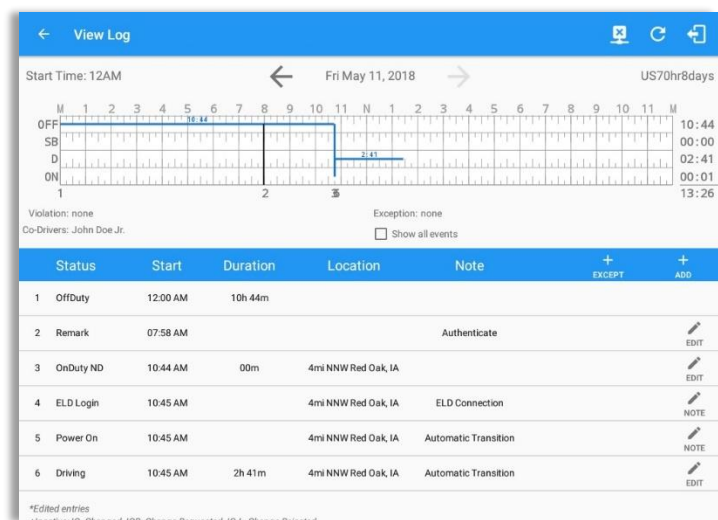 View Log
Start Time: 12AM Fri May 11, 2018 US70hr8days
M 1 2 3 4 5 6 7 8 9 10 11 N 1 2 3 4 5 6 7 8 9 10 11 M
OFF 10:44 10:44
SB 00:00
D 2:41 02:41
ON 00:01
1 2 13:26
Violation: none Exception: none
Co-Drivers: John Doe Jr. Show all events
Status Start Duration Location Note + EXCEPT + ADD
1 OffDuty 12:00 AM 10h 44m
2 Remark 07:58 AM Authenticate EDIT
3 OnDuty ND 10:44 AM 00m 4mi NNW Red Oak, IA EDIT
4 ELD Login 10:45 AM 4mi NNW Red Oak, IA ELD Connection NOTE
5 Power On 10:45 AM 4mi NNW Red Oak, IA Automatic Transition NOTE
6 Driving 10:45 AM 2h 41m 4mi NNW Red Oak, IA Automatic Transition EDIT
*Edited entries